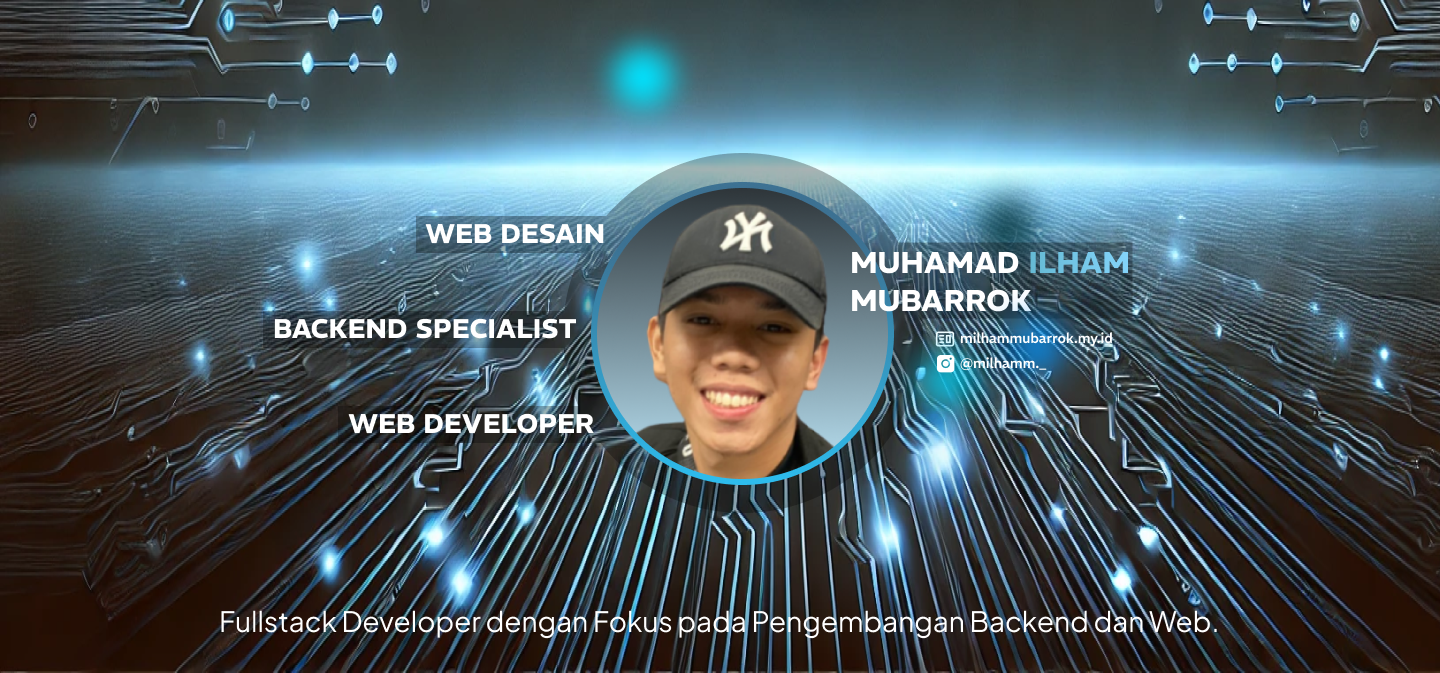 WEB DESAIN
BACKEND SPECIALIST
WEB DEVELOPER
MUHAMAD ILHAM
MUBARROK
milhammubarrok.my.id
@milhamm._
Fullstack Developer dengan Fokus pada Pengembangan Backend dan Web.